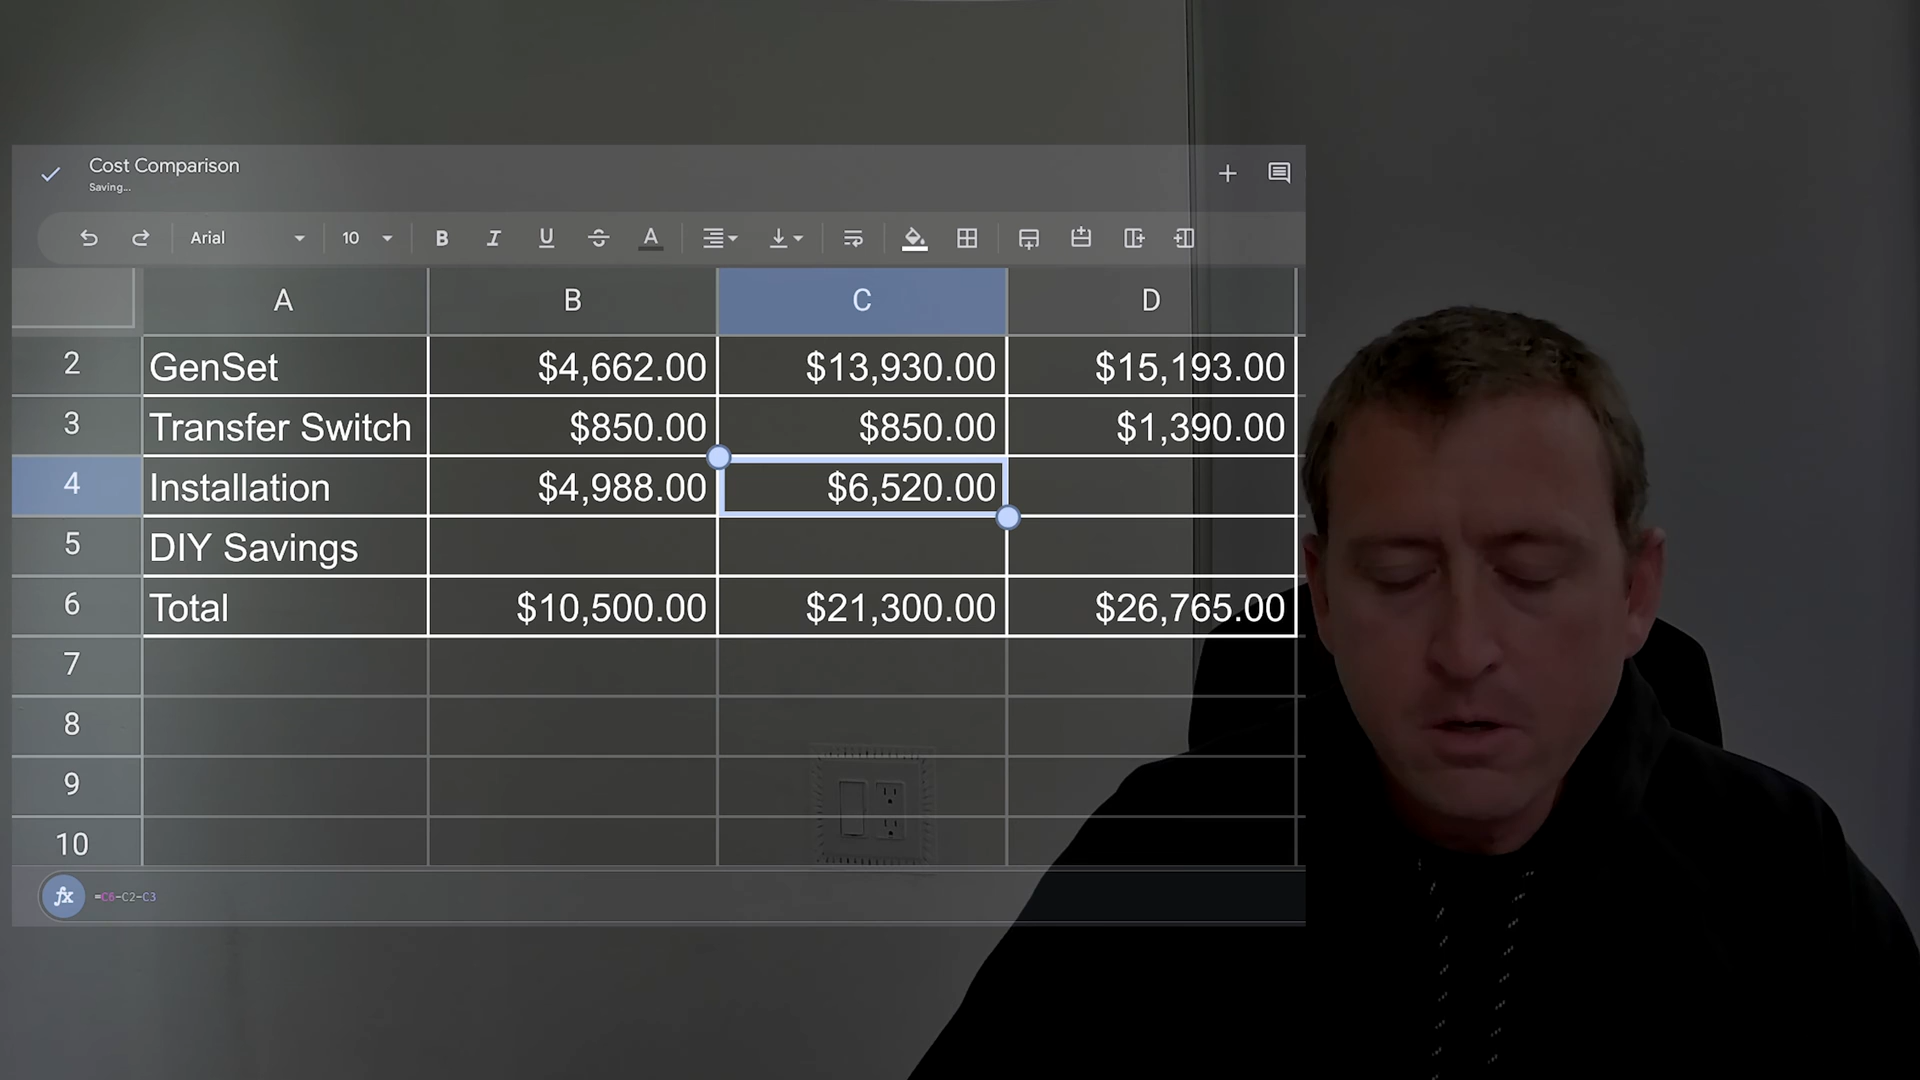 Cost Comparison
Saving...
Arial 10 B I U S A
A B C D
2 GenSet $4,662.00 $13,930.00 $15,193.00
3 Transfer Switch $850.00 $850.00 $1,390.00
4 Installation $4,988.00 $6,520.00
5 DIY Savings
6 Total $10,500.00 $21,300.00 $26,765.00
7
8
9
10
fx =C6-C2-C3